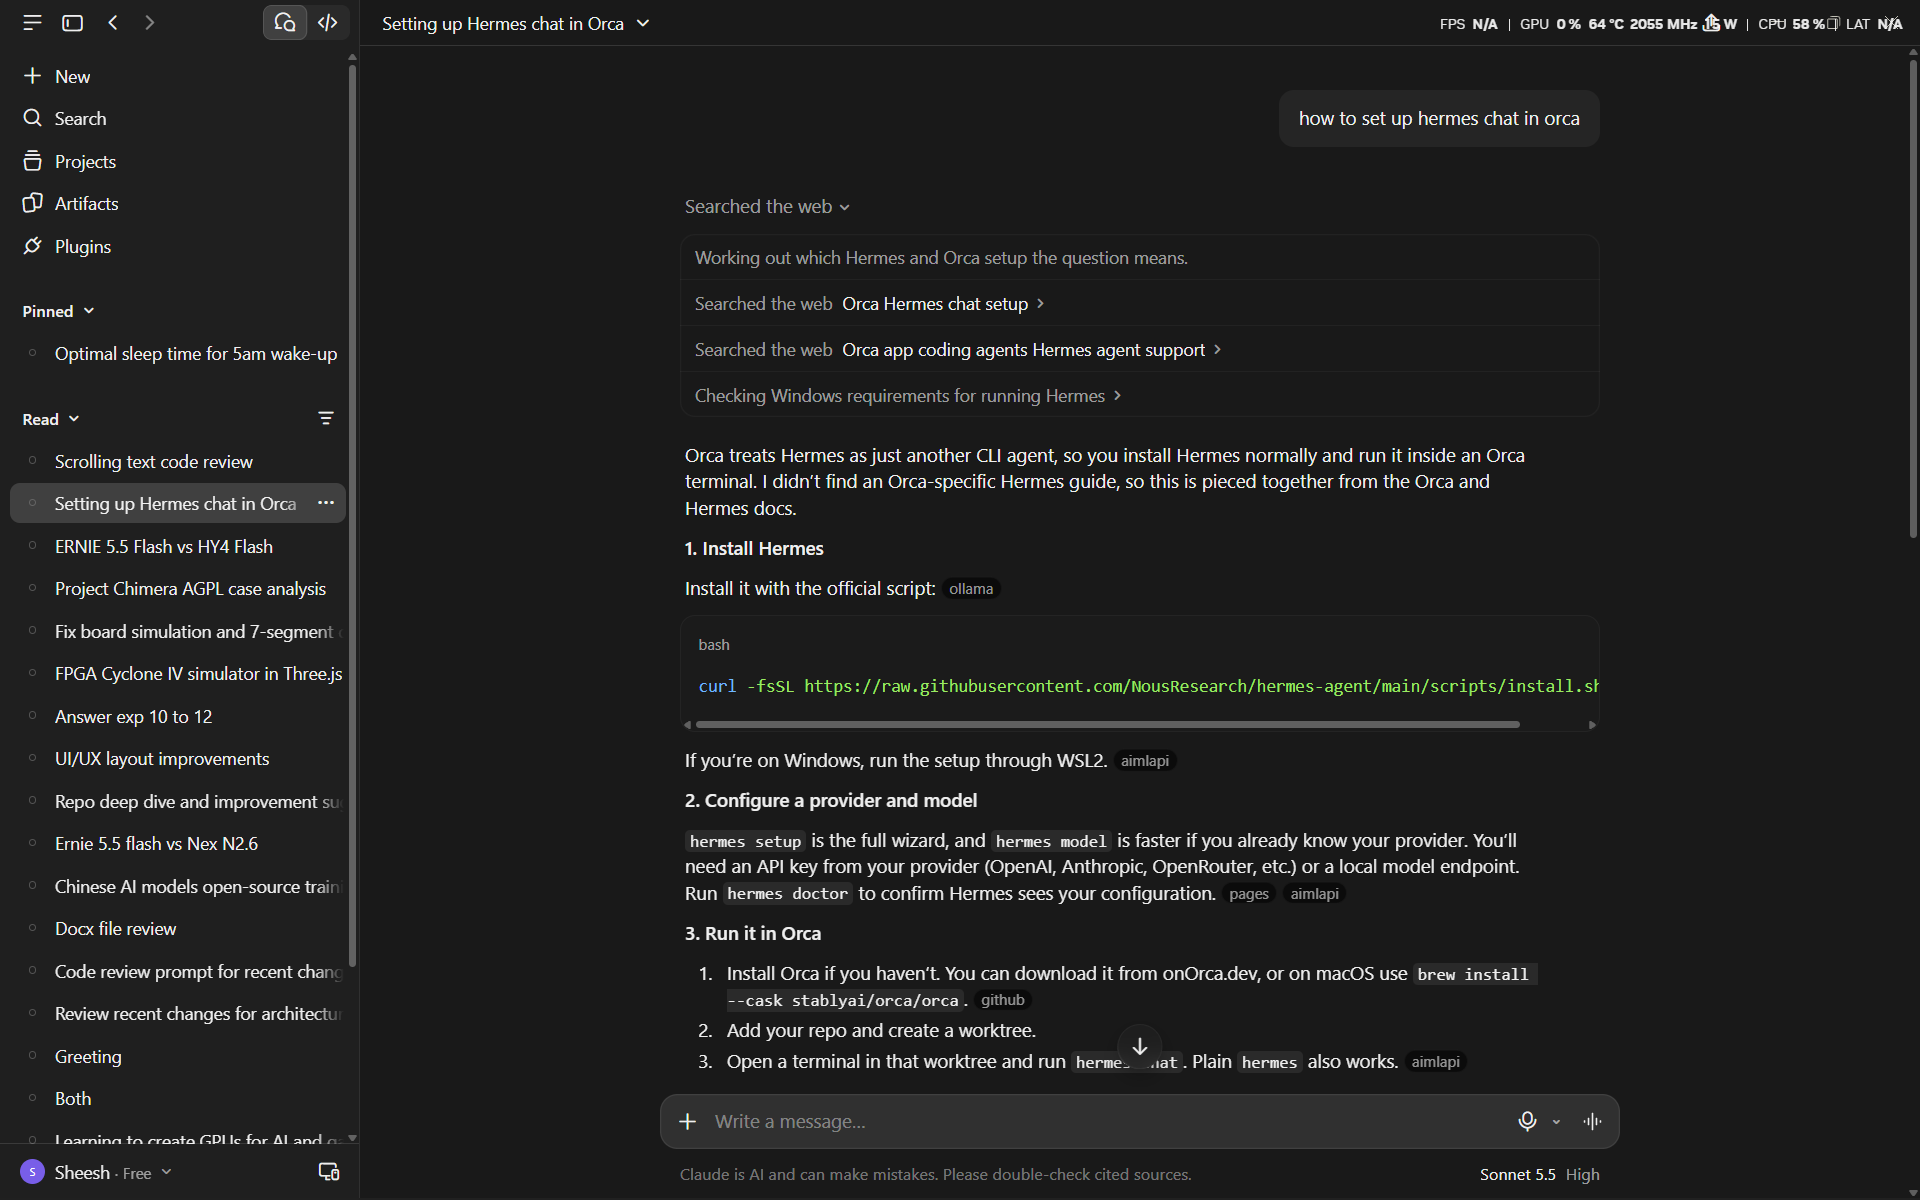 Setting up Hermes chat in Orca
FPS N/A | GPU 0 % 64 °C 2055 MHz W | CPU 58 % LAT N/A
New
Search
Projects
Artifacts
Plugins
Pinned
Optimal sleep time for 5am wake-up
Read
Scrolling text code review
Setting up Hermes chat in Orca
ERNIE 5.5 Flash vs HY4 Flash
Project Chimera AGPL case analysis
Fix board simulation and 7-segment
FPGA Cyclone IV simulator in Three.js
Answer exp 10 to 12
UI/UX layout improvements
Repo deep dive and improvement su
Ernie 5.5 flash vs Nex N2.6
Chinese AI models open-source traini
Docx file review
Code review prompt for recent chang
Review recent changes for architectur
Greeting
Both
Learning to create GPUs for AI and ga
S Sheesh · Free
how to set up hermes chat in orca
Searched the web
Working out which Hermes and Orca setup the question means.
Searched the web Orca Hermes chat setup
Searched the web Orca app coding agents Hermes agent support
Checking Windows requirements for running Hermes
Orca treats Hermes as just another CLI agent, so you install Hermes normally and run it inside an Orca
terminal. I didn’t find an Orca-specific Hermes guide, so this is pieced together from the Orca and
Hermes docs.
1. Install Hermes
Install it with the official script: ollama
bash
curl -fsSL https://raw.githubusercontent.com/NousResearch/hermes-agent/main/scripts/install.sh
If you’re on Windows, run the setup through WSL2. aimlapi
2. Configure a provider and model
hermes setup is the full wizard, and hermes model is faster if you already know your provider. You’ll
need an API key from your provider (OpenAI, Anthropic, OpenRouter, etc.) or a local model endpoint.
Run hermes doctor to confirm Hermes sees your configuration. pages aimlapi
3. Run it in Orca
1. Install Orca if you haven’t. You can download it from onOrca.dev, or on macOS use brew install
--cask stablyai/orca/orca. github
2. Add your repo and create a worktree.
3. Open a terminal in that worktree and run hermes chat. Plain hermes also works. aimlapi
Write a message...
Claude is AI and can make mistakes. Please double-check cited sources.
Sonnet 5.5 High